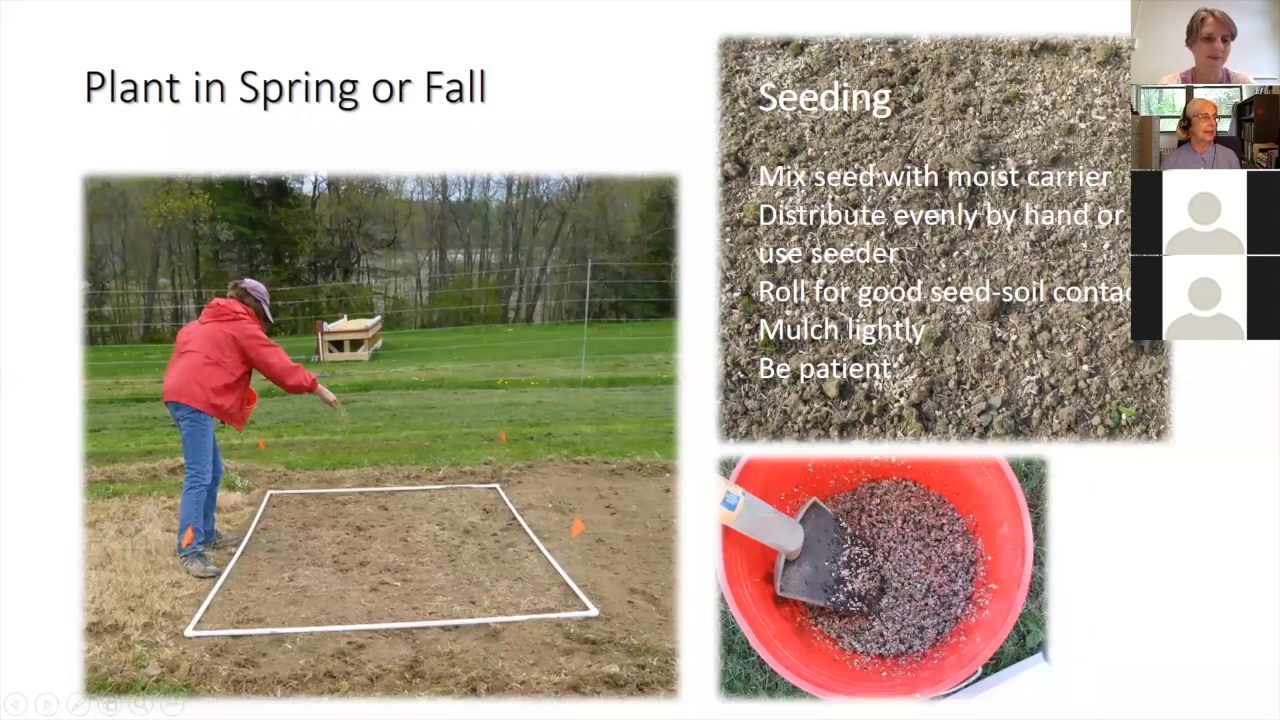 Plant in Spring or Fall
Seeding
Mix seed with moist carrier
Distribute evenly by hand or
use seeder
Roll for good seed-soil
Mulch lightly
Be patient!